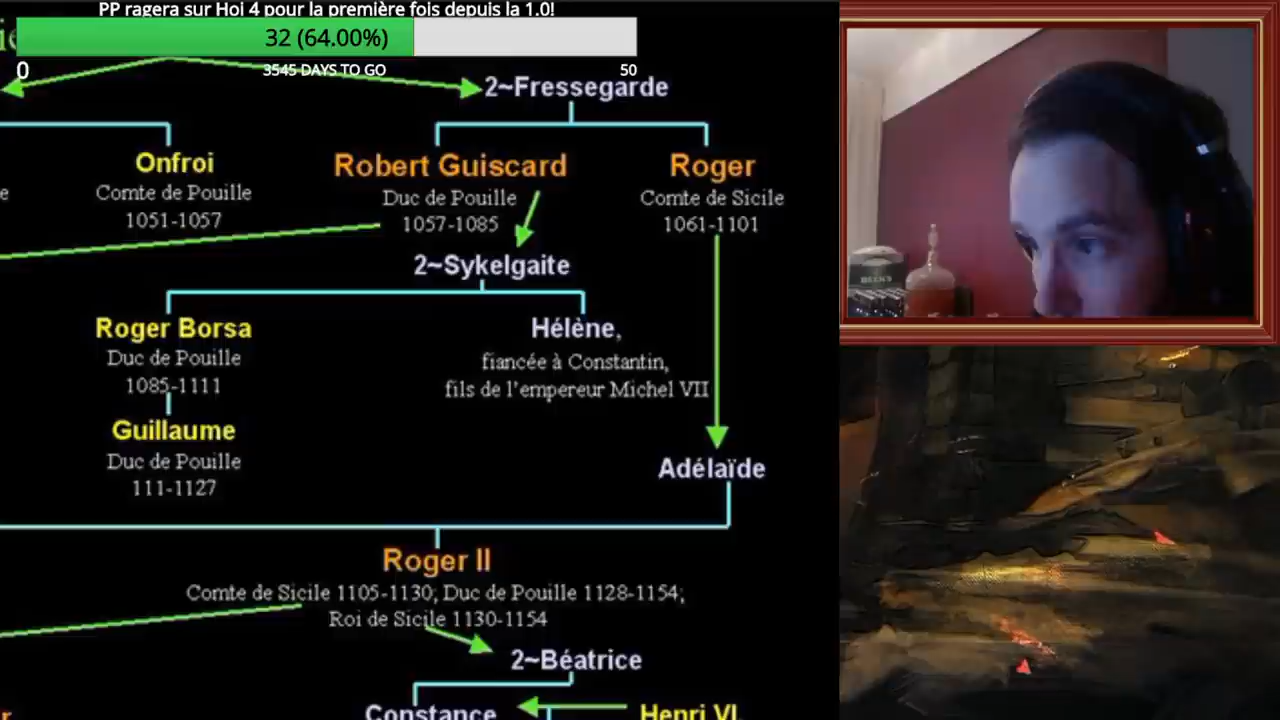 PP ragera sur Hoi 4 pour la première fois depuis la 1.0!
32 (64.00%)
0
3545 DAYS TO GO
50
2~Fressegarde
Onfroi
Comte de Pouille
1051-1057
Robert Guiscard
Duc de Pouille
1057-1085
Roger
Comte de Sicile
1061-1101
2~Sykelgaite
Roger Borsa
Duc de Pouille
1085-1111
Hélène,
fiancée à Constantin,
fils de l'empereur Michel VII
Guillaume
Duc de Pouille
111-1127
Adélaïde
Roger II
Comte de Sicile 1105-1130; Duc de Pouille 1128-1154;
Roi de Sicile 1130-1154
2~Béatrice
Constance
Henri VI,